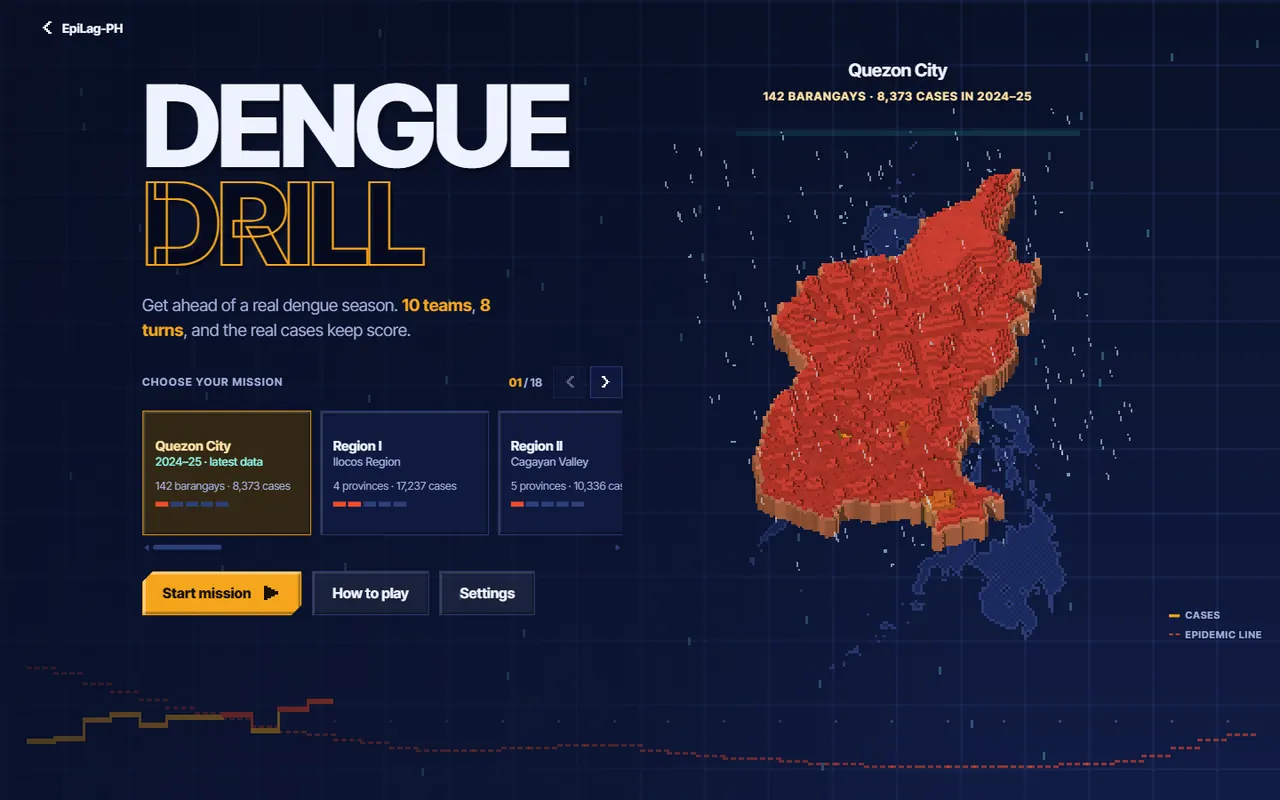 EpiLag-PH
DENGUE
DRILL
Get ahead of a real dengue season. 10 teams, 8
turns, and the real cases keep score.
CHOOSE YOUR MISSION
01 / 18
Quezon City
2024–25 · latest data
142 barangays · 8,373 cases
Region I
Ilocos Region
4 provinces · 17,237 cases
Region II
Cagayan Valley
5 provinces · 10,336 cas
Start mission
How to play
Settings
Quezon City
142 BARANGAYS · 8,373 CASES IN 2024–25
CASES
EPIDEMIC LINE